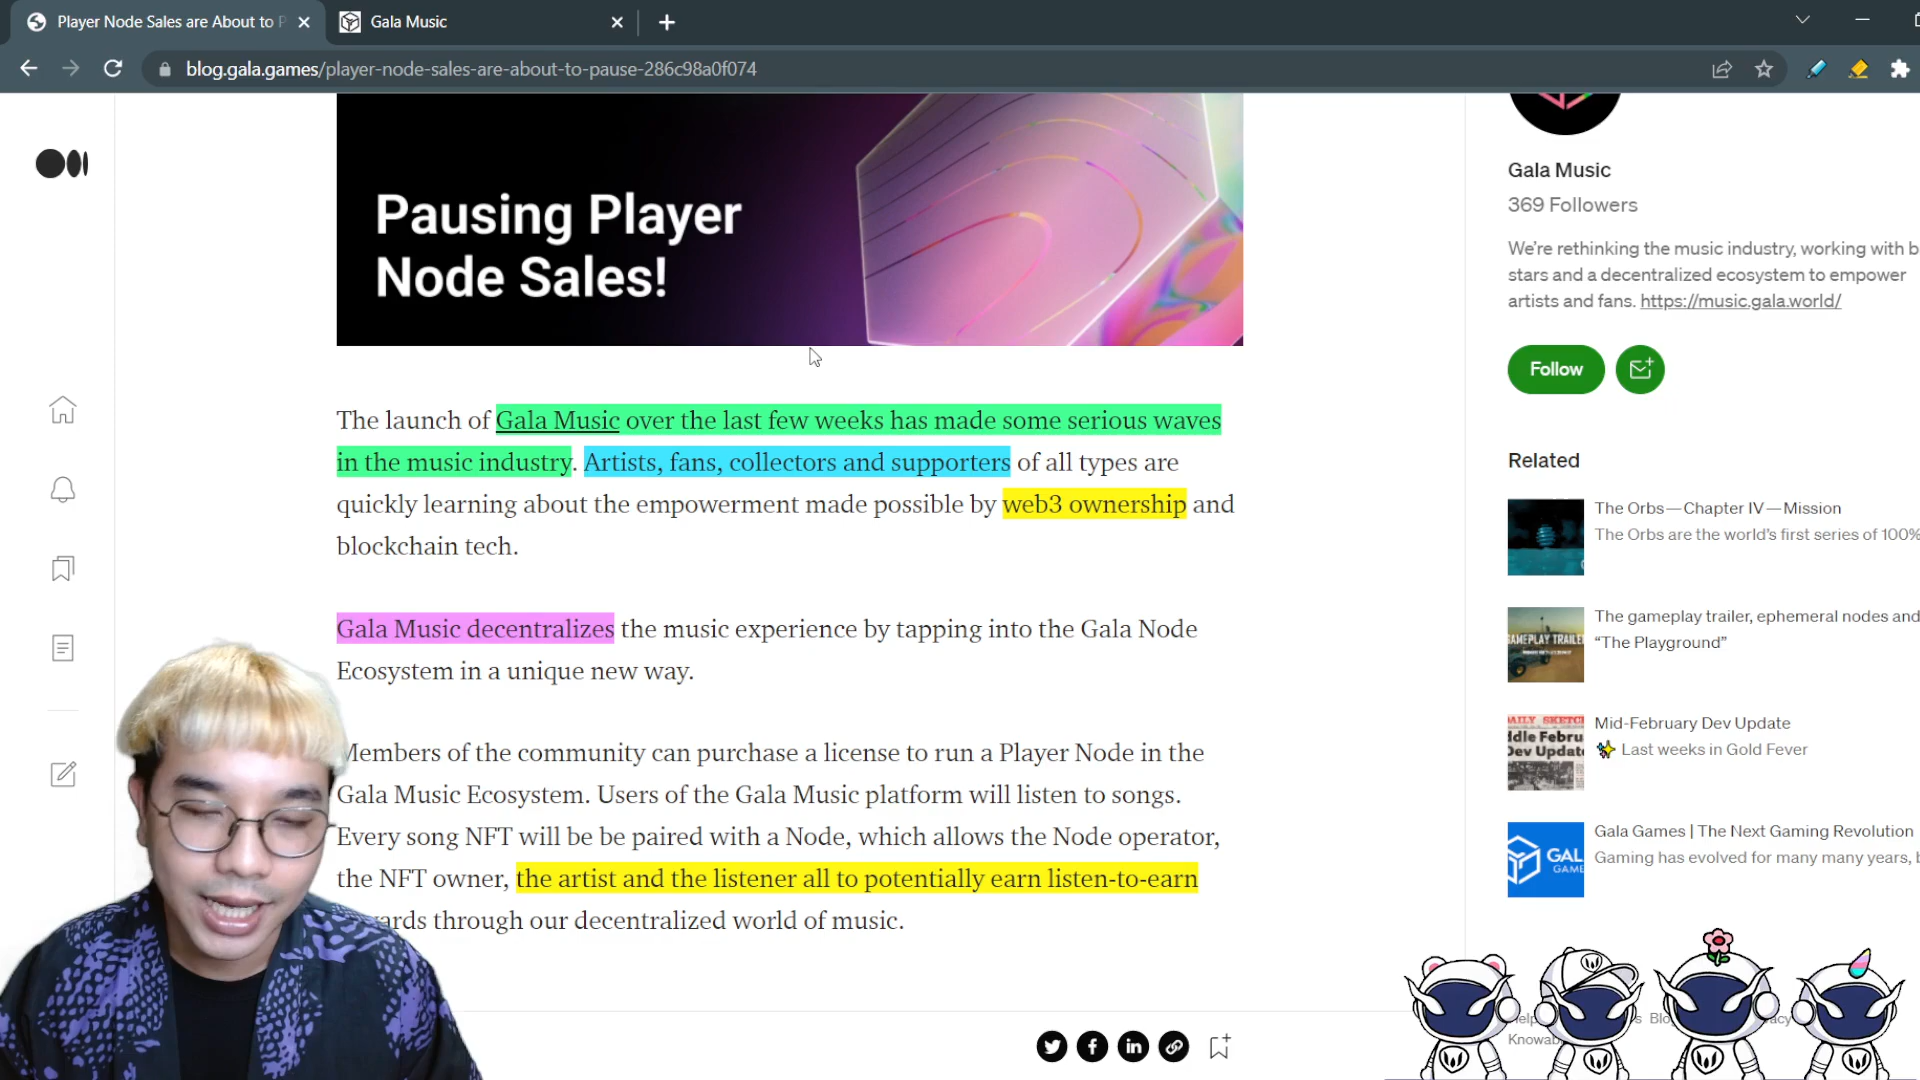 Player Node Sales are About to P
Gala Music
blog.gala.games/player-node-sales-are-about-to-pause-286c98a0f074
Pausing Player
Node Sales!
The launch of Gala Music over the last few weeks has made some serious waves
in the music industry. Artists, fans, collectors and supporters of all types are
quickly learning about the empowerment made possible by web3 ownership and
blockchain tech.
Gala Music decentralizes the music experience by tapping into the Gala Node
Ecosystem in a unique new way.
Members of the community can purchase a license to run a Player Node in the
Gala Music Ecosystem. Users of the Gala Music platform will listen to songs.
Every song NFT will be be paired with a Node, which allows the Node operator,
the NFT owner, the artist and the listener all to potentially earn listen-to-earn
through our decentralized world of music.
Gala Music
369 Followers
We're rethinking the music industry, working with b
stars and a decentralized ecosystem to empower
artists and fans. https://music.gala.world/
Follow
Related
The Orbs—Chapter IV—Mission
The Orbs are the world's first series of 100%
GAMEPLAY TRAILER
The gameplay trailer, ephemeral nodes and
"The Playground"
DAILY SKETCH
ddle Febru
Dev Update
Mid-February Dev Update
✨ Last weeks in Gold Fever
GAL
GAME
Gala Games | The Next Gaming Revolution
Gaming has evolved for many many years,